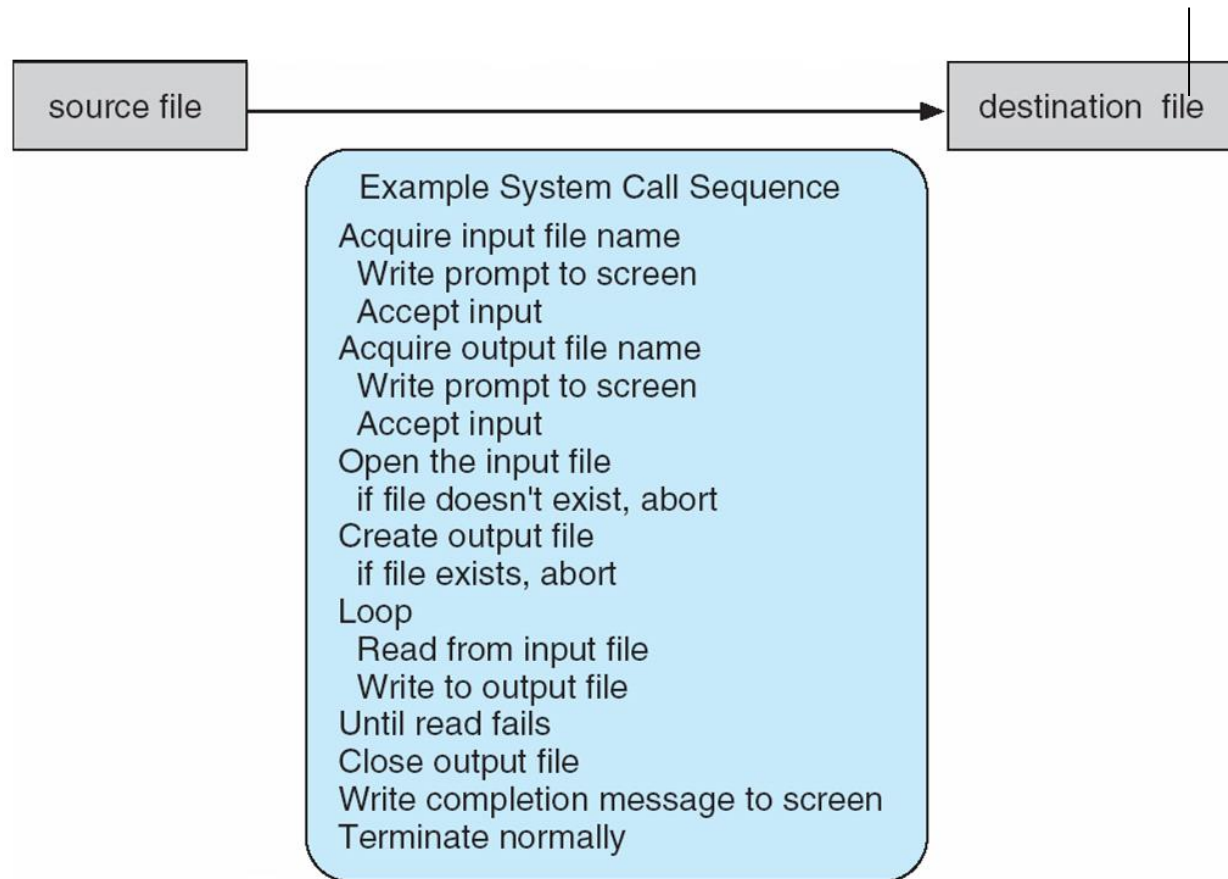 source file
destination file
Example System Call Sequence
Acquire input file name
Write prompt to screen
Accept input
Acquire output file name
Write prompt to screen
Accept input
Open the input file
if file doesn't exist, abort
Create output file
if file exists, abort
Loop
Read from input file
Write to output file
Until read fails
Close output file
Write completion message to screen
Terminate normally